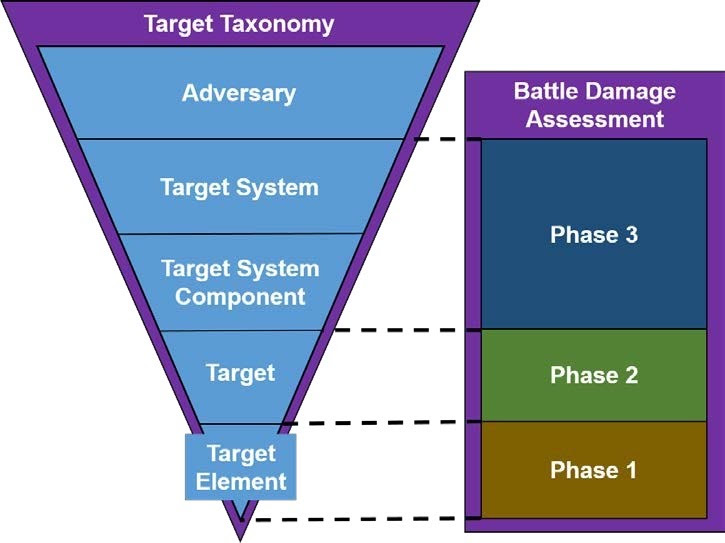 Target Taxonomy
Adversary
Target System
Target System
Component
Target
Target
Element
Battle Damage
Assessment
Phase 3
Phase 2
Phase 1